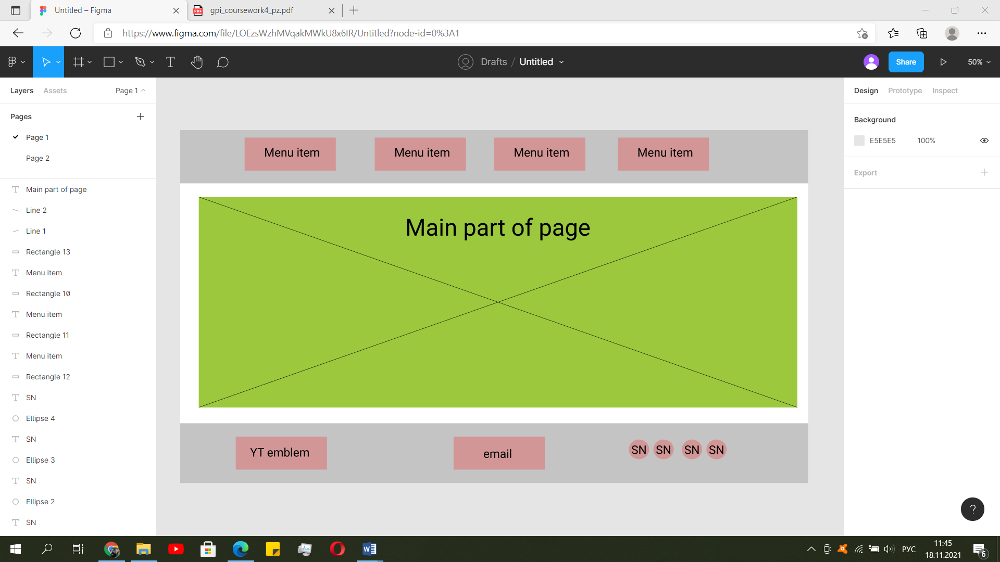 Untitled – Figma
gpi_coursework4_pz.pdf
https://www.figma.com/file/LOEzsWzhMVqakMWkU8x6IR/Untitled?node-id=0%3A1
Drafts / Untitled
Share
50%
Layers
Assets
Page 1
Pages
Page 1
Page 2
Main part of page
Line 2
Line 1
Rectangle 13
Menu item
Rectangle 10
Menu item
Rectangle 11
Menu item
Rectangle 12
SN
Ellipse 4
SN
Ellipse 3
SN
Ellipse 2
SN
Menu item
Menu item
Menu item
Menu item
Main part of page
YT emblem
email
SN
SN
SN
SN
Design
Prototype
Inspect
Background
E5E5E5
100%
Export
?
РУС
11:45
18.11.2021
6